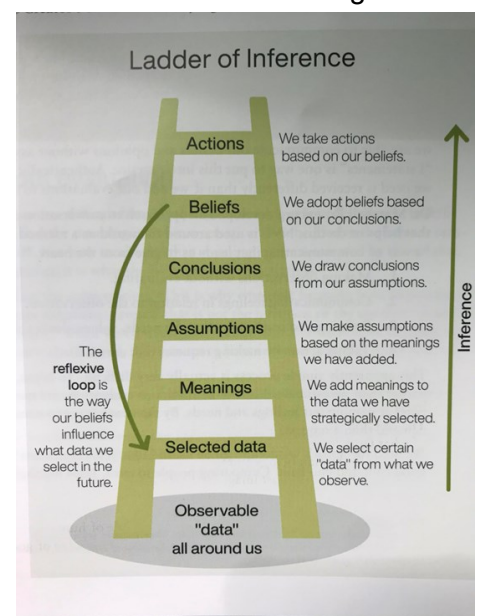 Ladder of Inference
Actions
We take actions
based on our beliefs.
Beliefs
We adopt beliefs based
on our conclusions.
Conclusions
We draw conclusions
from our assumptions.
Assumptions
We make assumptions
based on the meanings
we have added.
Meanings
We add meanings to
the data we have
strategically selected.
Selected data
We select certain
"data" from what we
observe.
Observable
"data"
all around us
The
reflexive
loop is
the way
our beliefs
influence
what data we
select in the
future.
Inference